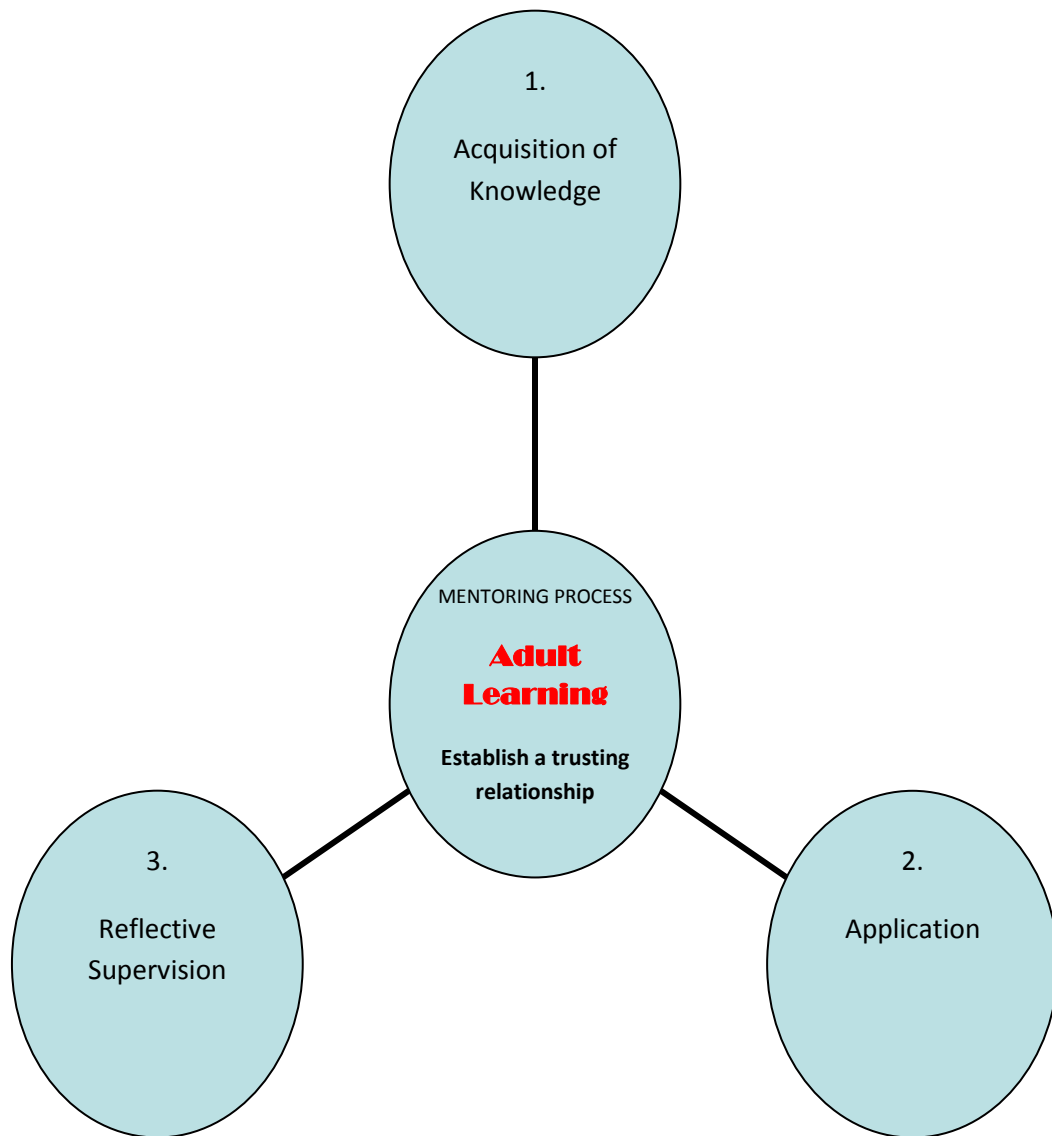 1.
Acquisition of
Knowledge
MENTORING PROCESS
Adult
Learning
Establish a trusting
relationship
3.
Reflective
Supervision
2.
Application